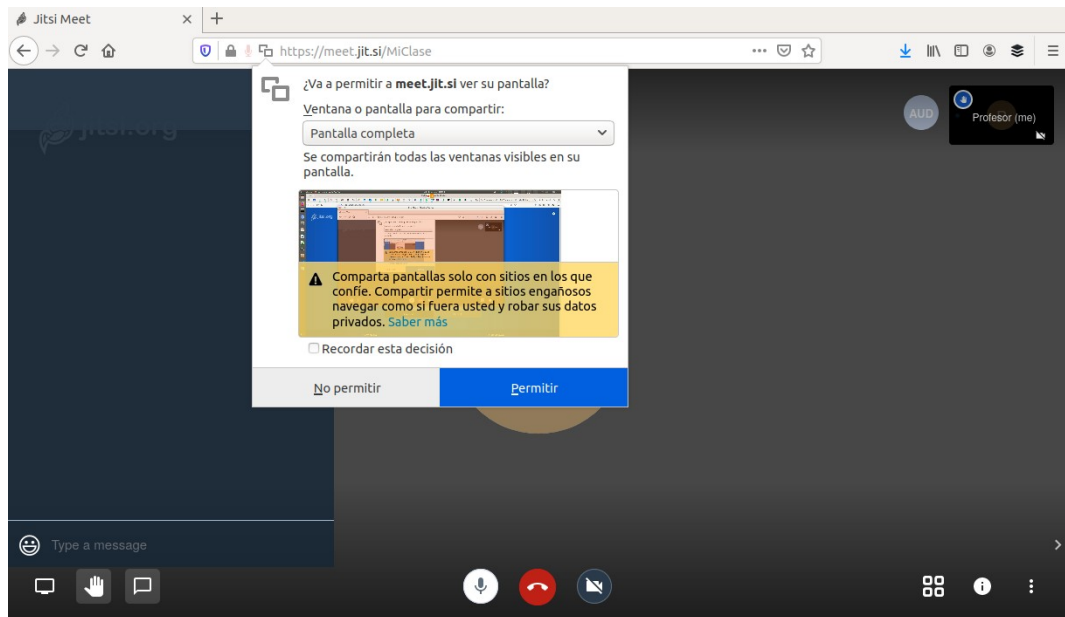 Jitsi Meet
https://meet.jit.si/MiClase
¿Va a permitir a meet.jit.si ver su pantalla?
Ventana o pantalla para compartir:
Pantalla completa
Se compartirán todas las ventanas visibles en su
pantalla.
Comparta pantallas solo con sitios en los que
confíe. Compartir permite a sitios engañosos
navegar como si fuera usted y robar sus datos
privados. Saber más
Recordar esta decisión
No permitir
Permitir
jitsi.org
AUD
Profesor (me)
Type a message